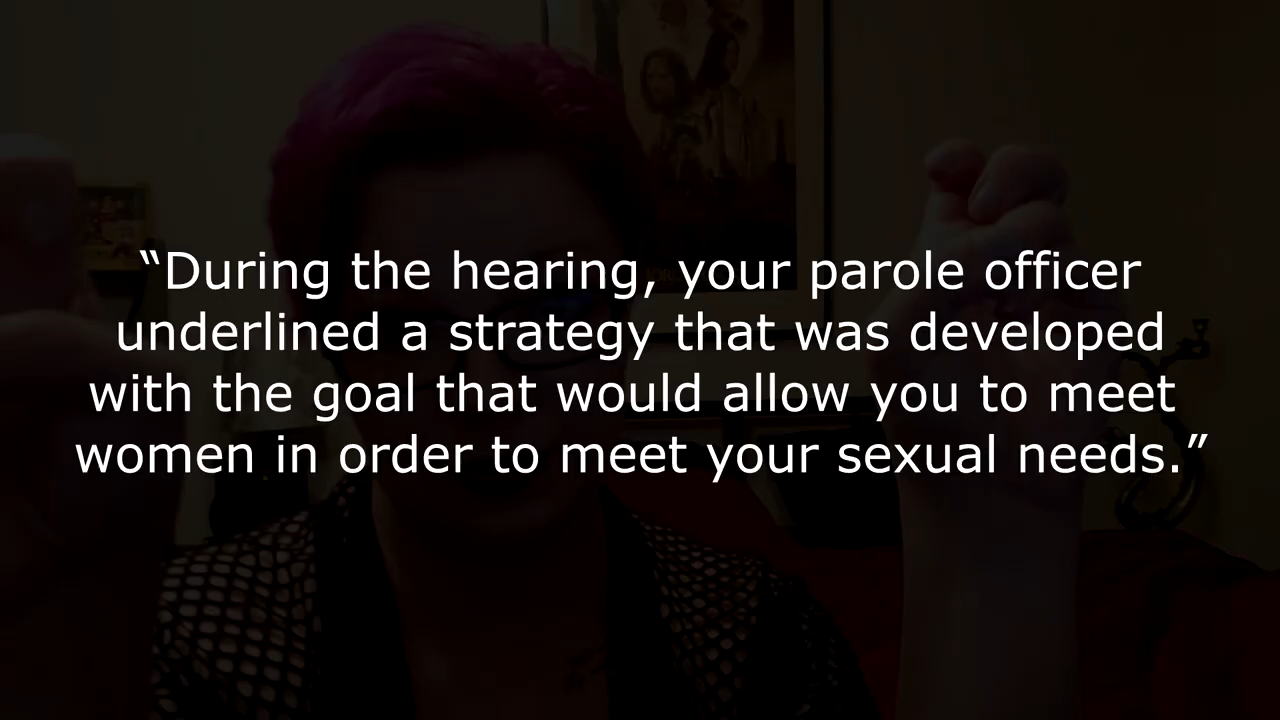 “During the hearing, your parole officer
underlined a strategy that was developed
with the goal that would allow you to meet
women in order to meet your sexual needs.”